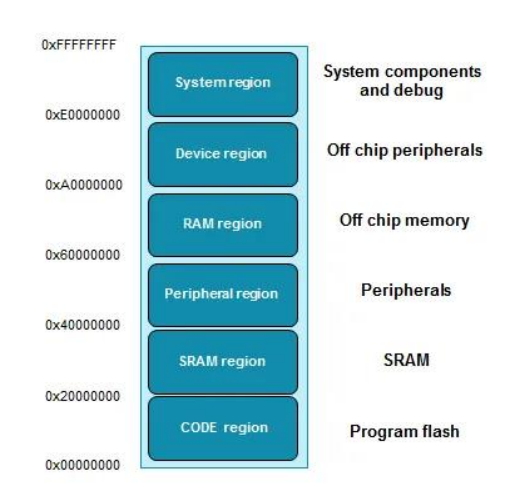 0xFFFFFFFF
System region
System components
and debug
0xE0000000
Device region
Off chip peripherals
0xA0000000
RAM region
Off chip memory
0x60000000
Peripheral region
Peripherals
0x40000000
SRAM region
SRAM
0x20000000
CODE region
Program flash
0x00000000